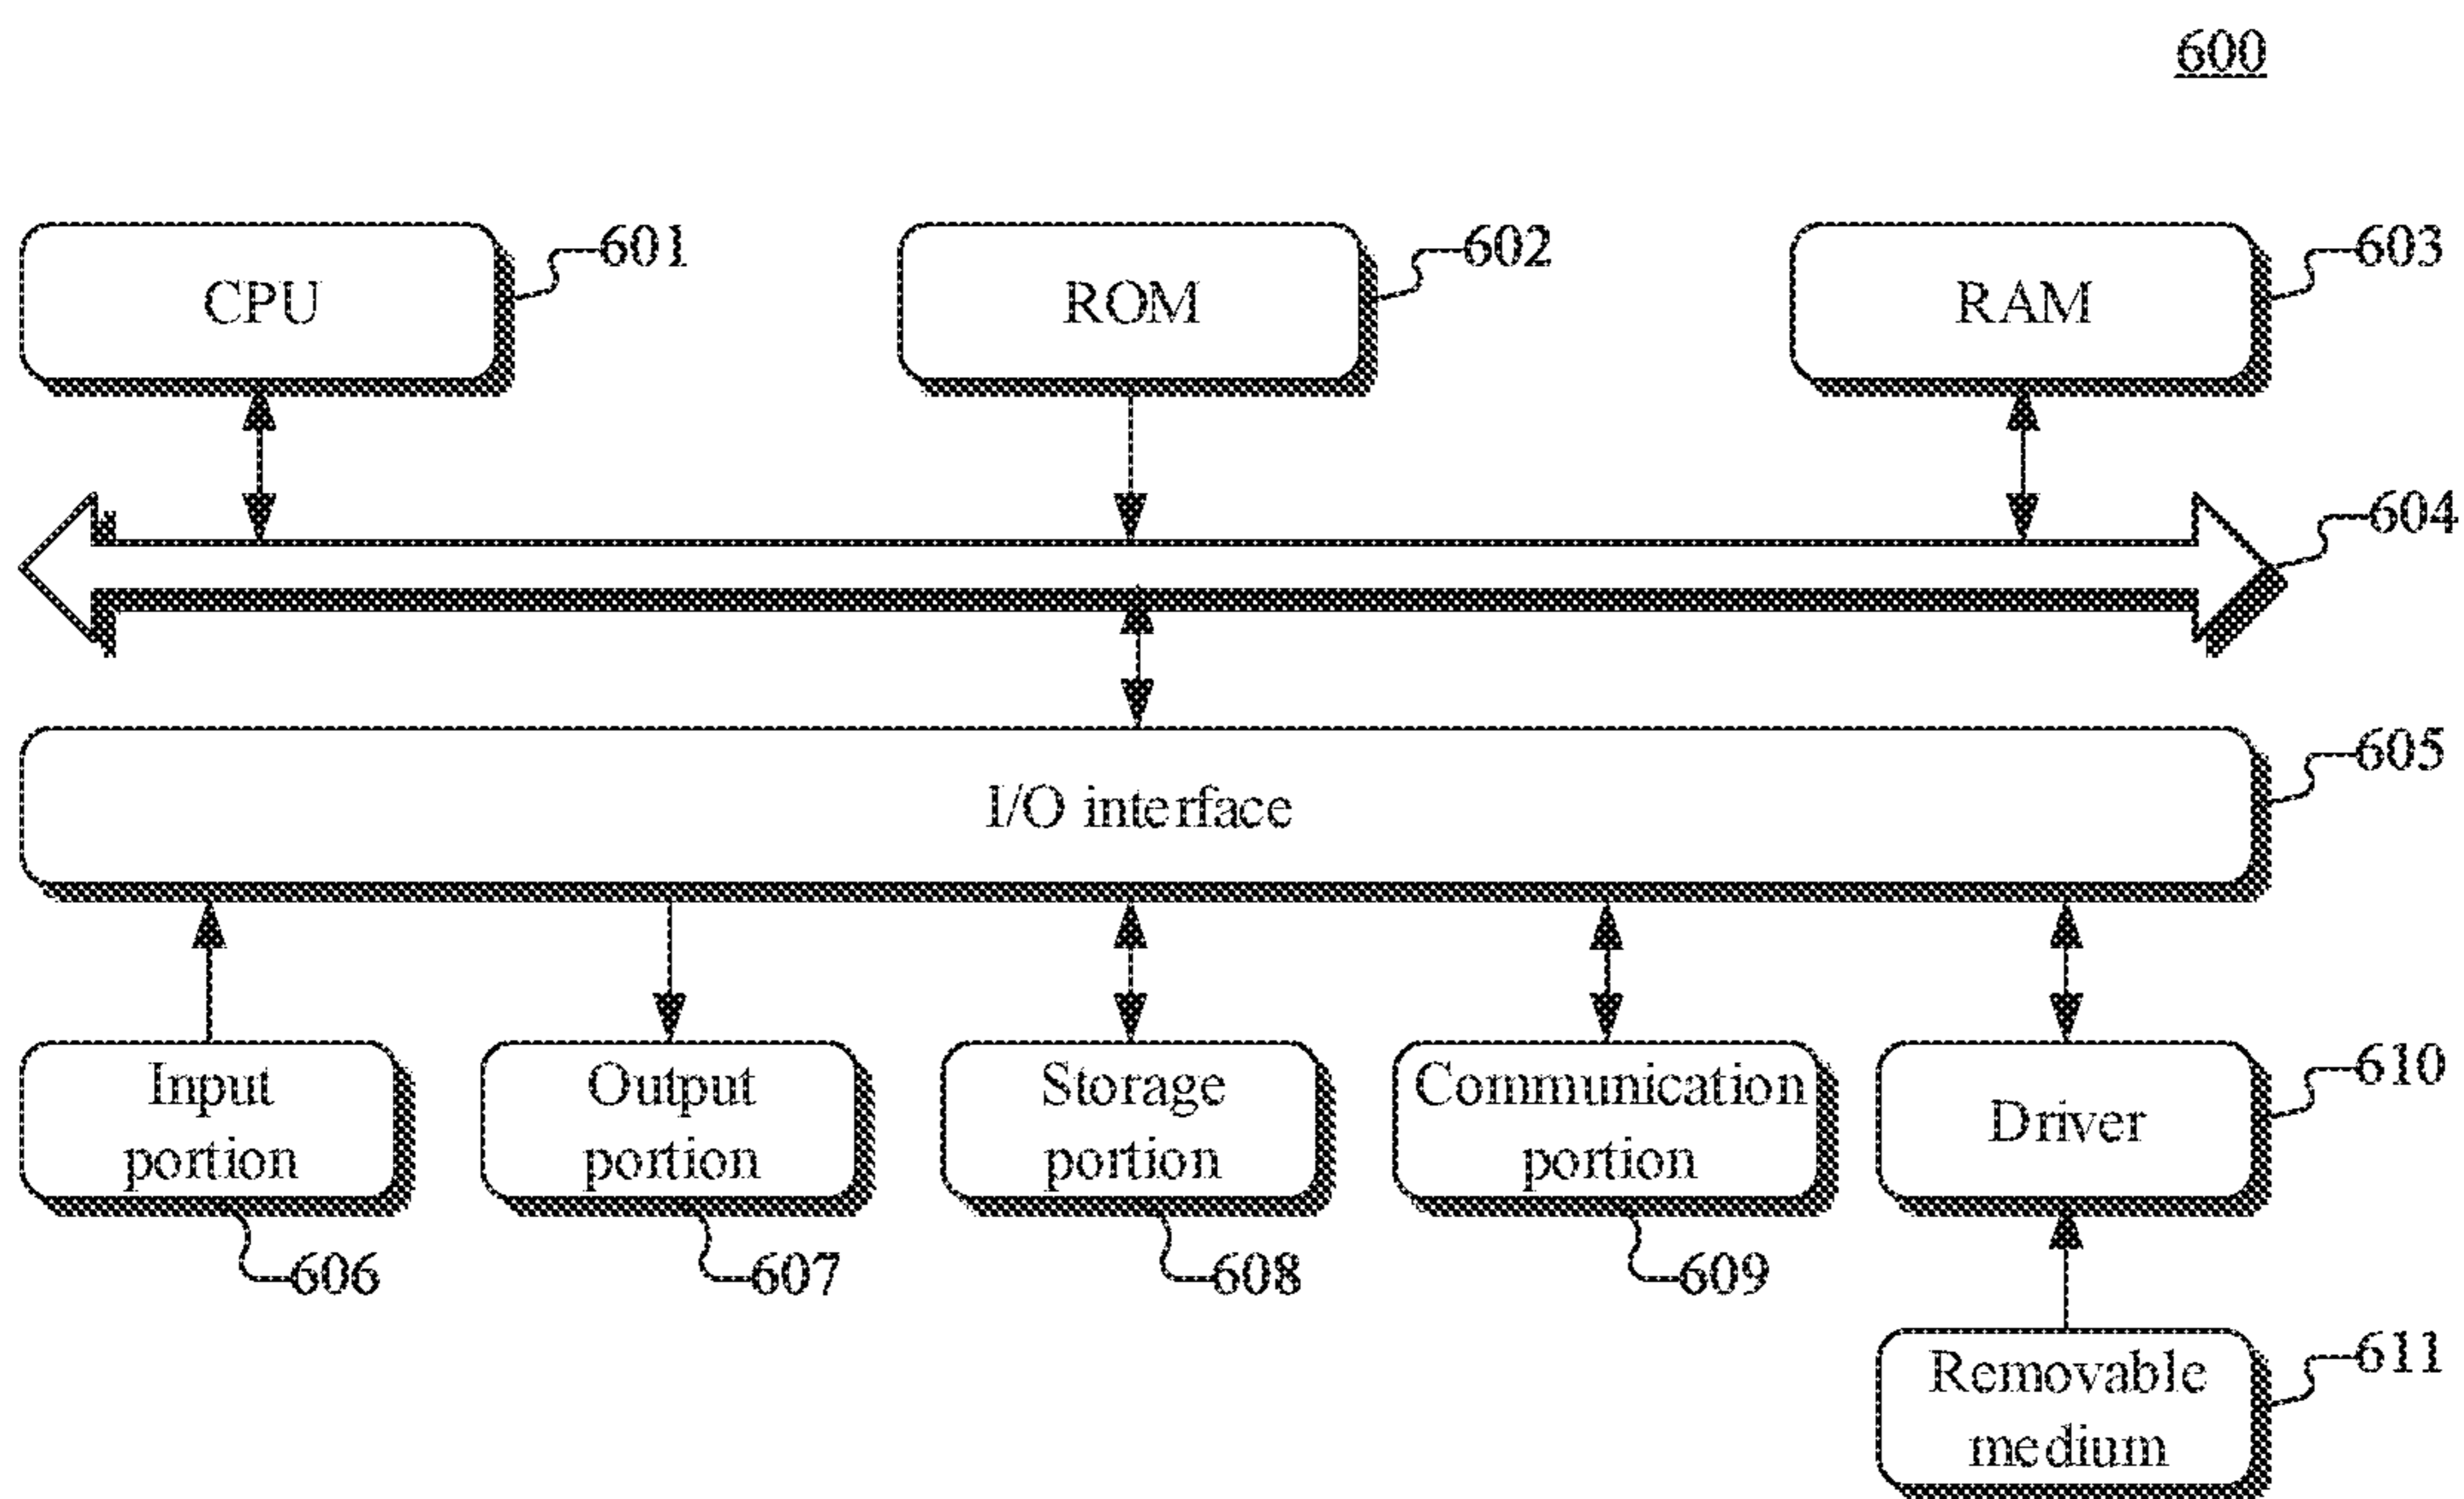 600
CPU
601
ROM
602
RAM
603
604
I/O interface
605
Input
portion
Output
portion
Storage
portion
Communication
portion
Driver
610
606
607
608
609
Removable
medium
611